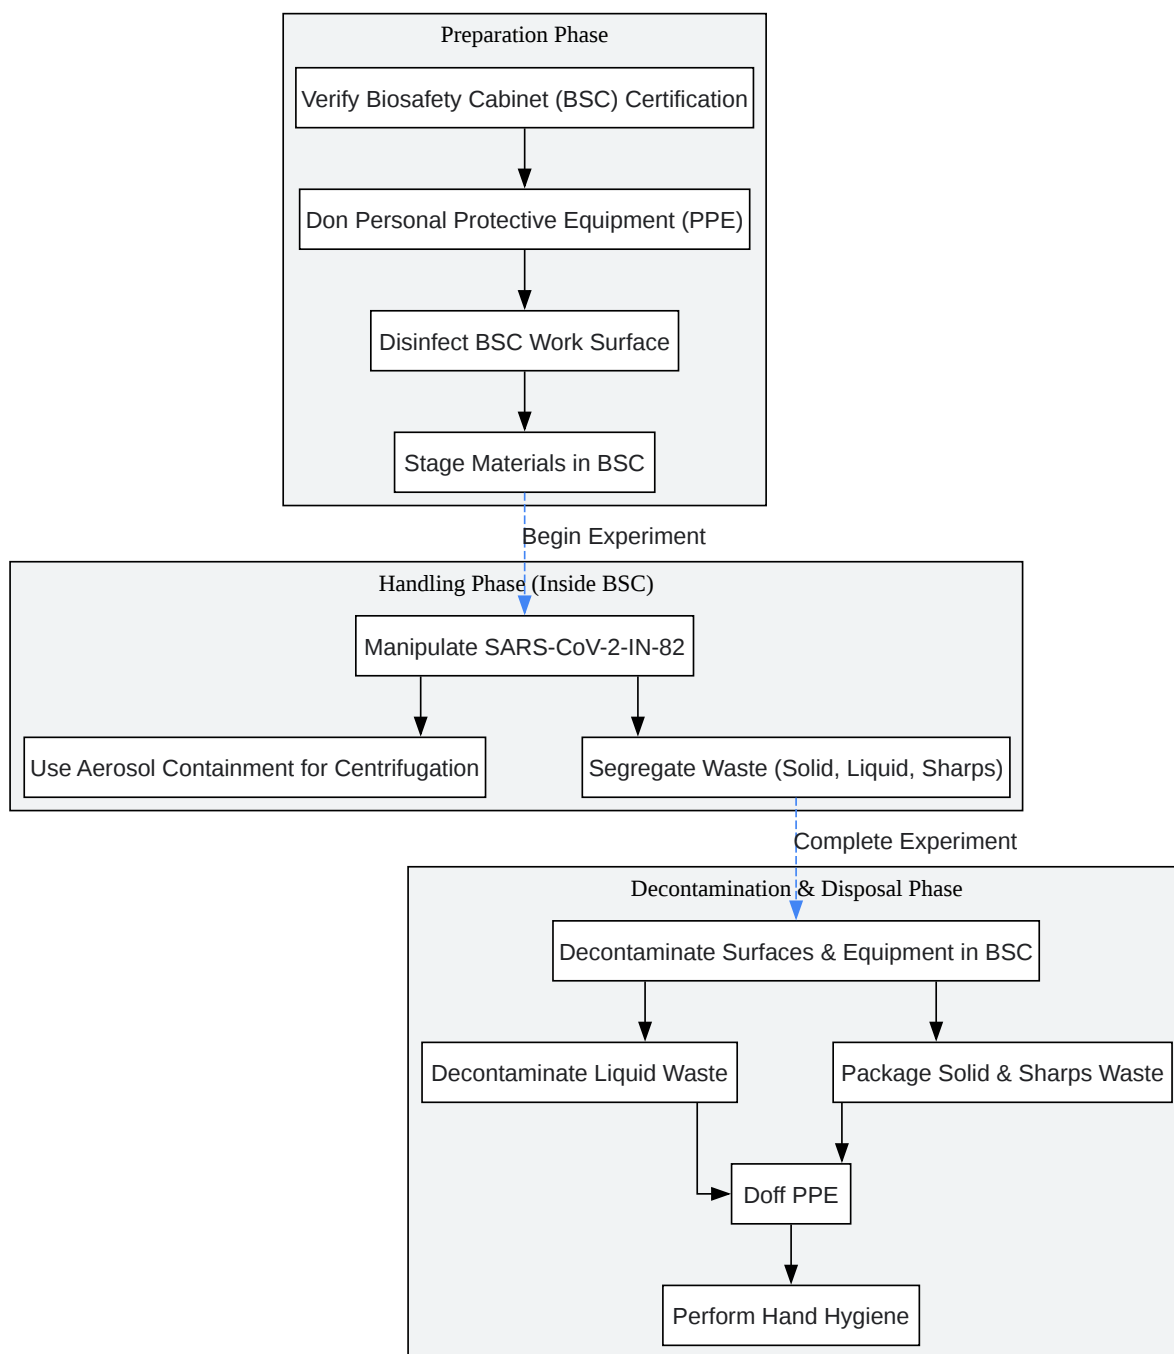 Preparation Phase
Verify Biosafety Cabinet (BSC) Certification
Don Personal Protective Equipment (PPE)
Disinfect BSC Work Surface
Stage Materials in BSC
Begin Experiment
Handling Phase (Inside BSC)
Manipulate SARS-CoV-2-IN-82
Use Aerosol Containment for Centrifugation
Segregate Waste (Solid, Liquid, Sharps)
Complete Experiment
Decontamination & Disposal Phase
Decontaminate Surfaces & Equipment in BSC
Decontaminate Liquid Waste
Package Solid & Sharps Waste
Doff PPE
Perform Hand Hygiene